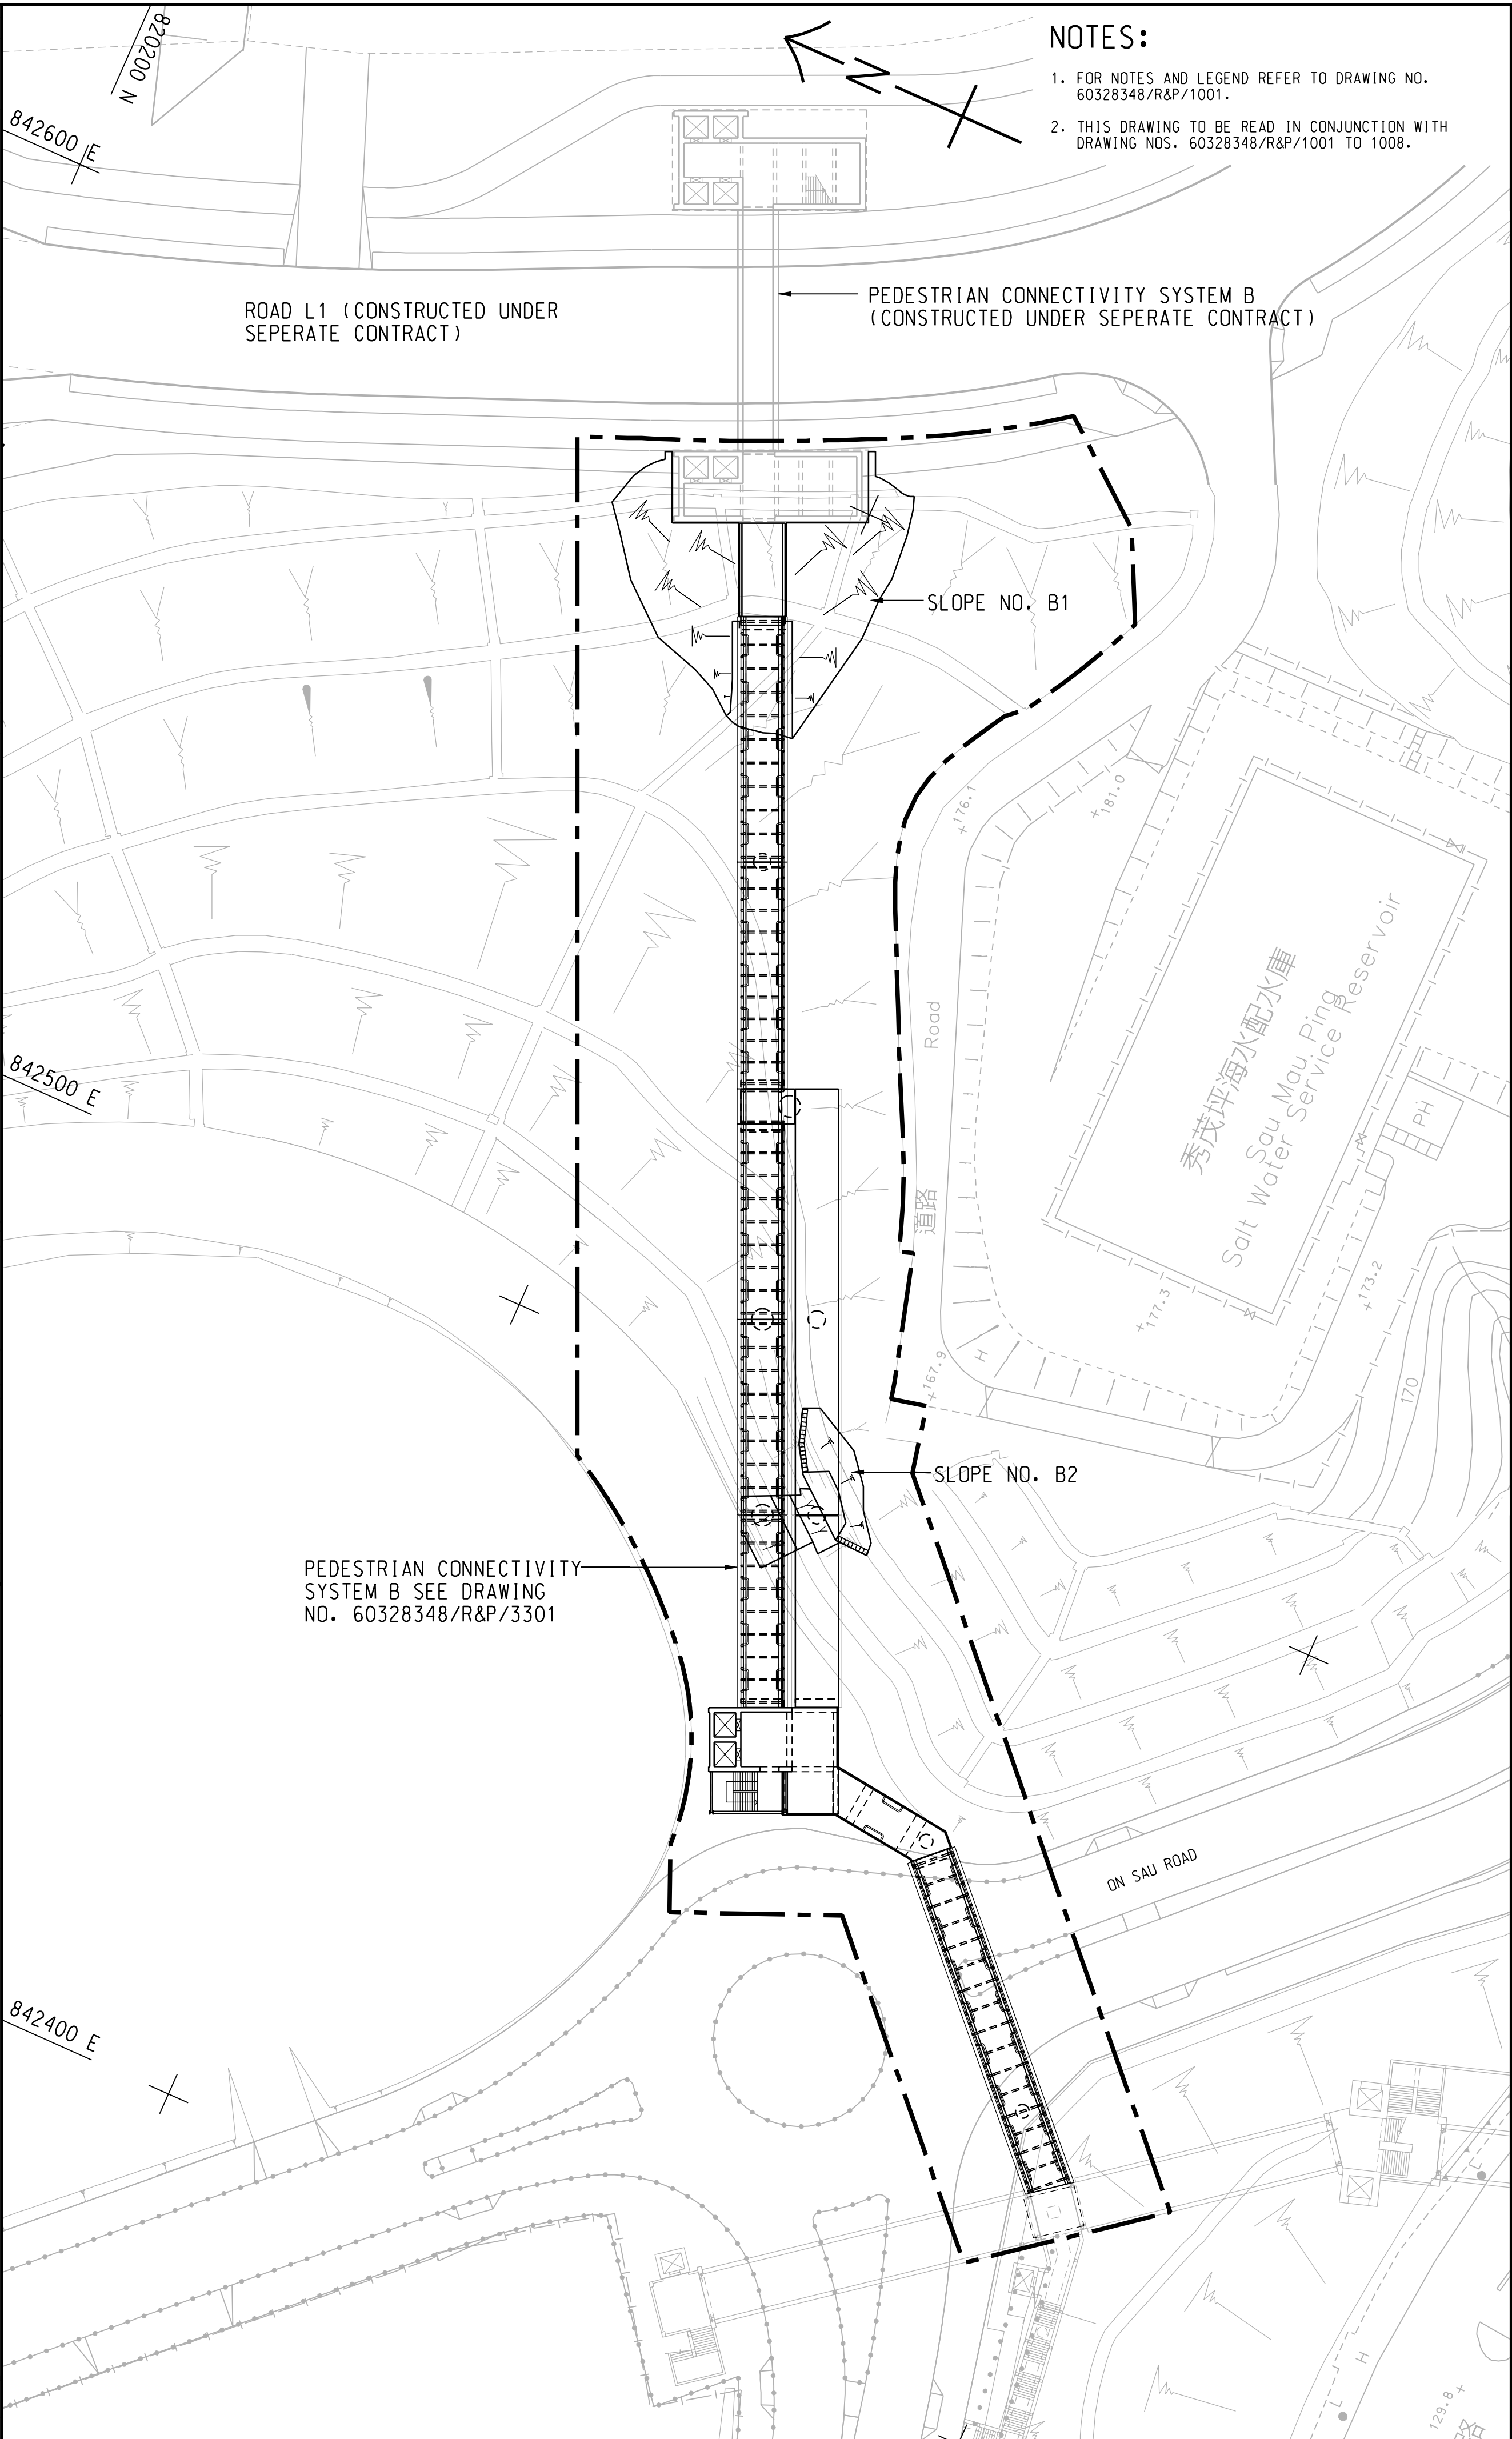 820200 N
842600 E
NOTES:
1. FOR NOTES AND LEGEND REFER TO DRAWING NO.
60328348/R&P/1001.
2. THIS DRAWING TO BE READ IN CONJUNCTION WITH
DRAWING NOS. 60328348/R&P/1001 TO 1008.
ROAD L1 (CONSTRUCTED UNDER
SEPERATE CONTRACT)
PEDESTRIAN CONNECTIVITY SYSTEM B
(CONSTRUCTED UNDER SEPERATE CONTRACT)
SLOPE NO. B1
+176.1
+181.0
842500 E
Road
道路
秀茂坪海水配水庫
Sau Mau Ping
Salt Water Service Reservoir
PH
+177.3
+173.2
H
+167.9
170
SLOPE NO. B2
PEDESTRIAN CONNECTIVITY
SYSTEM B SEE DRAWING
NO. 60328348/R&P/3301
ON SAU ROAD
842400 E
H
129.8 +
路